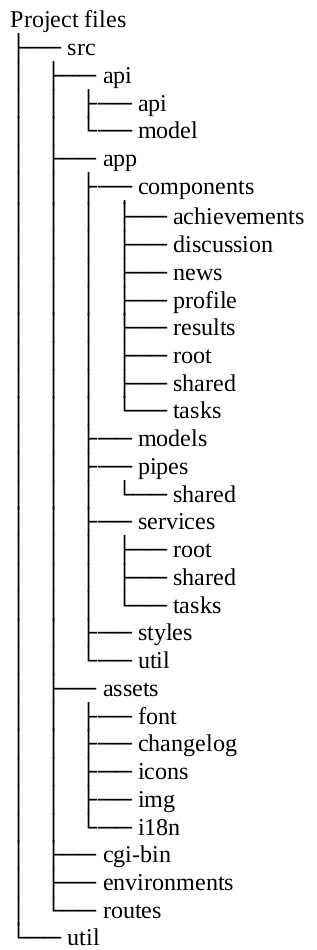 Project files
src
api
api
model
app
components
achievements
discussion
news
profile
results
root
shared
tasks
models
pipes
shared
services
root
shared
tasks
styles
util
assets
font
changelog
icons
img
i18n
cgi-bin
environments
routes
util